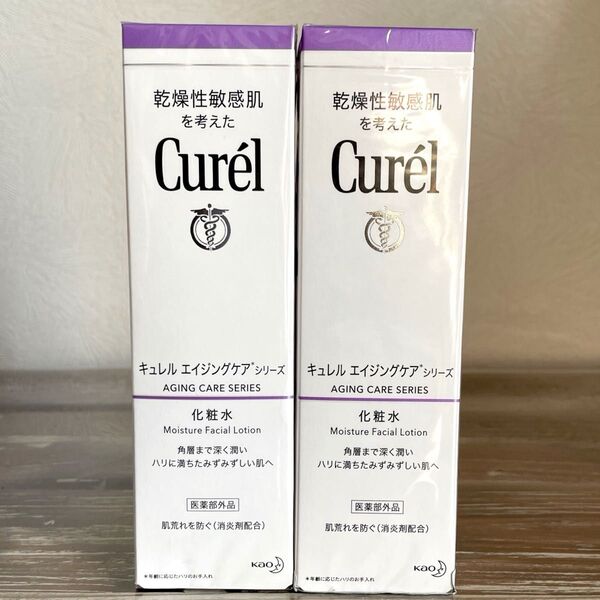 乾燥性敏感肌
を考えた
Curél
キュレル エイジングケア*シリーズ
AGING CARE SERIES
化粧水
Moisture Facial Lotion
角層まで深く潤い
ハリに満ちたみずみずしい肌へ
医薬部外品
肌荒れを防ぐ(消炎剤配合)
Kao
*年齢に応じたハリのお手入れ
乾燥性敏感肌
を考えた
Curél
キュレル エイジングケア*シリーズ
AGING CARE SERIES
化粧水
Moisture Facial Lotion
角層まで深く潤い
ハリに満ちたみずみずしい肌へ
医薬部外品
肌荒れを防ぐ(消炎剤配合)
Kao
*年齢に応じたハリのお手入れ